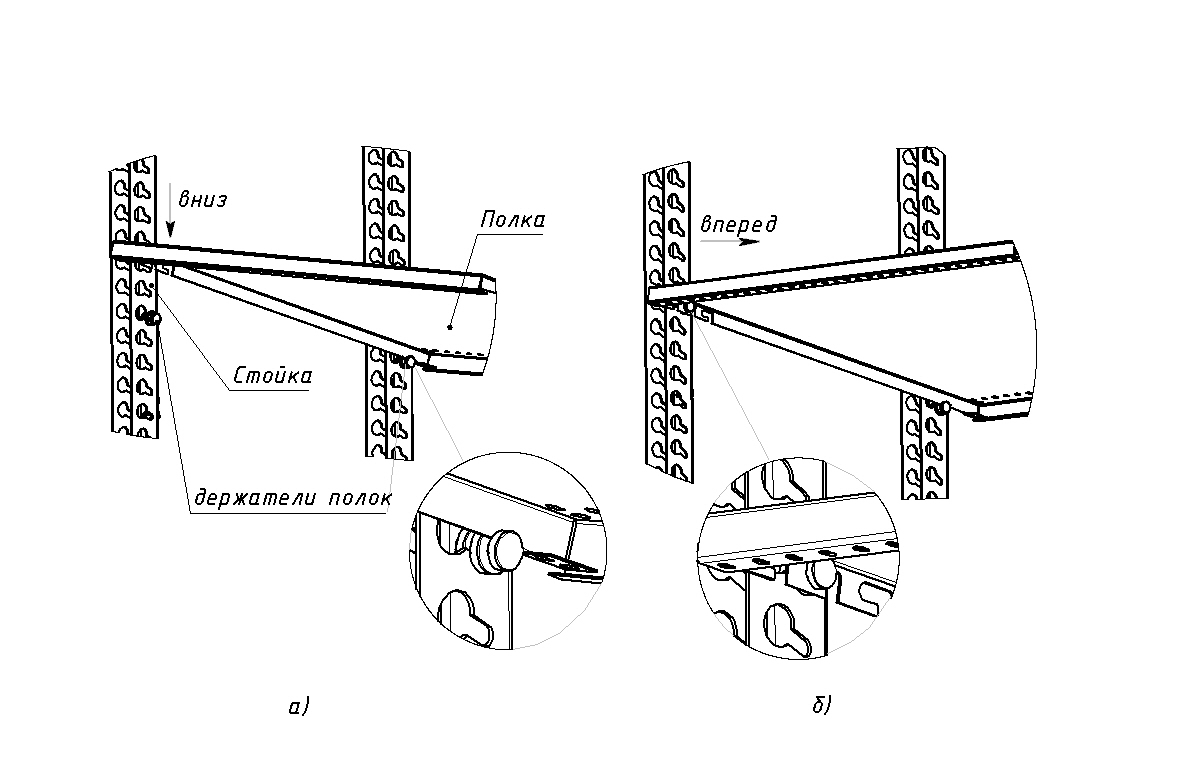 вниз
Полка
вперед
Стойка
держатели полок
а)
б)